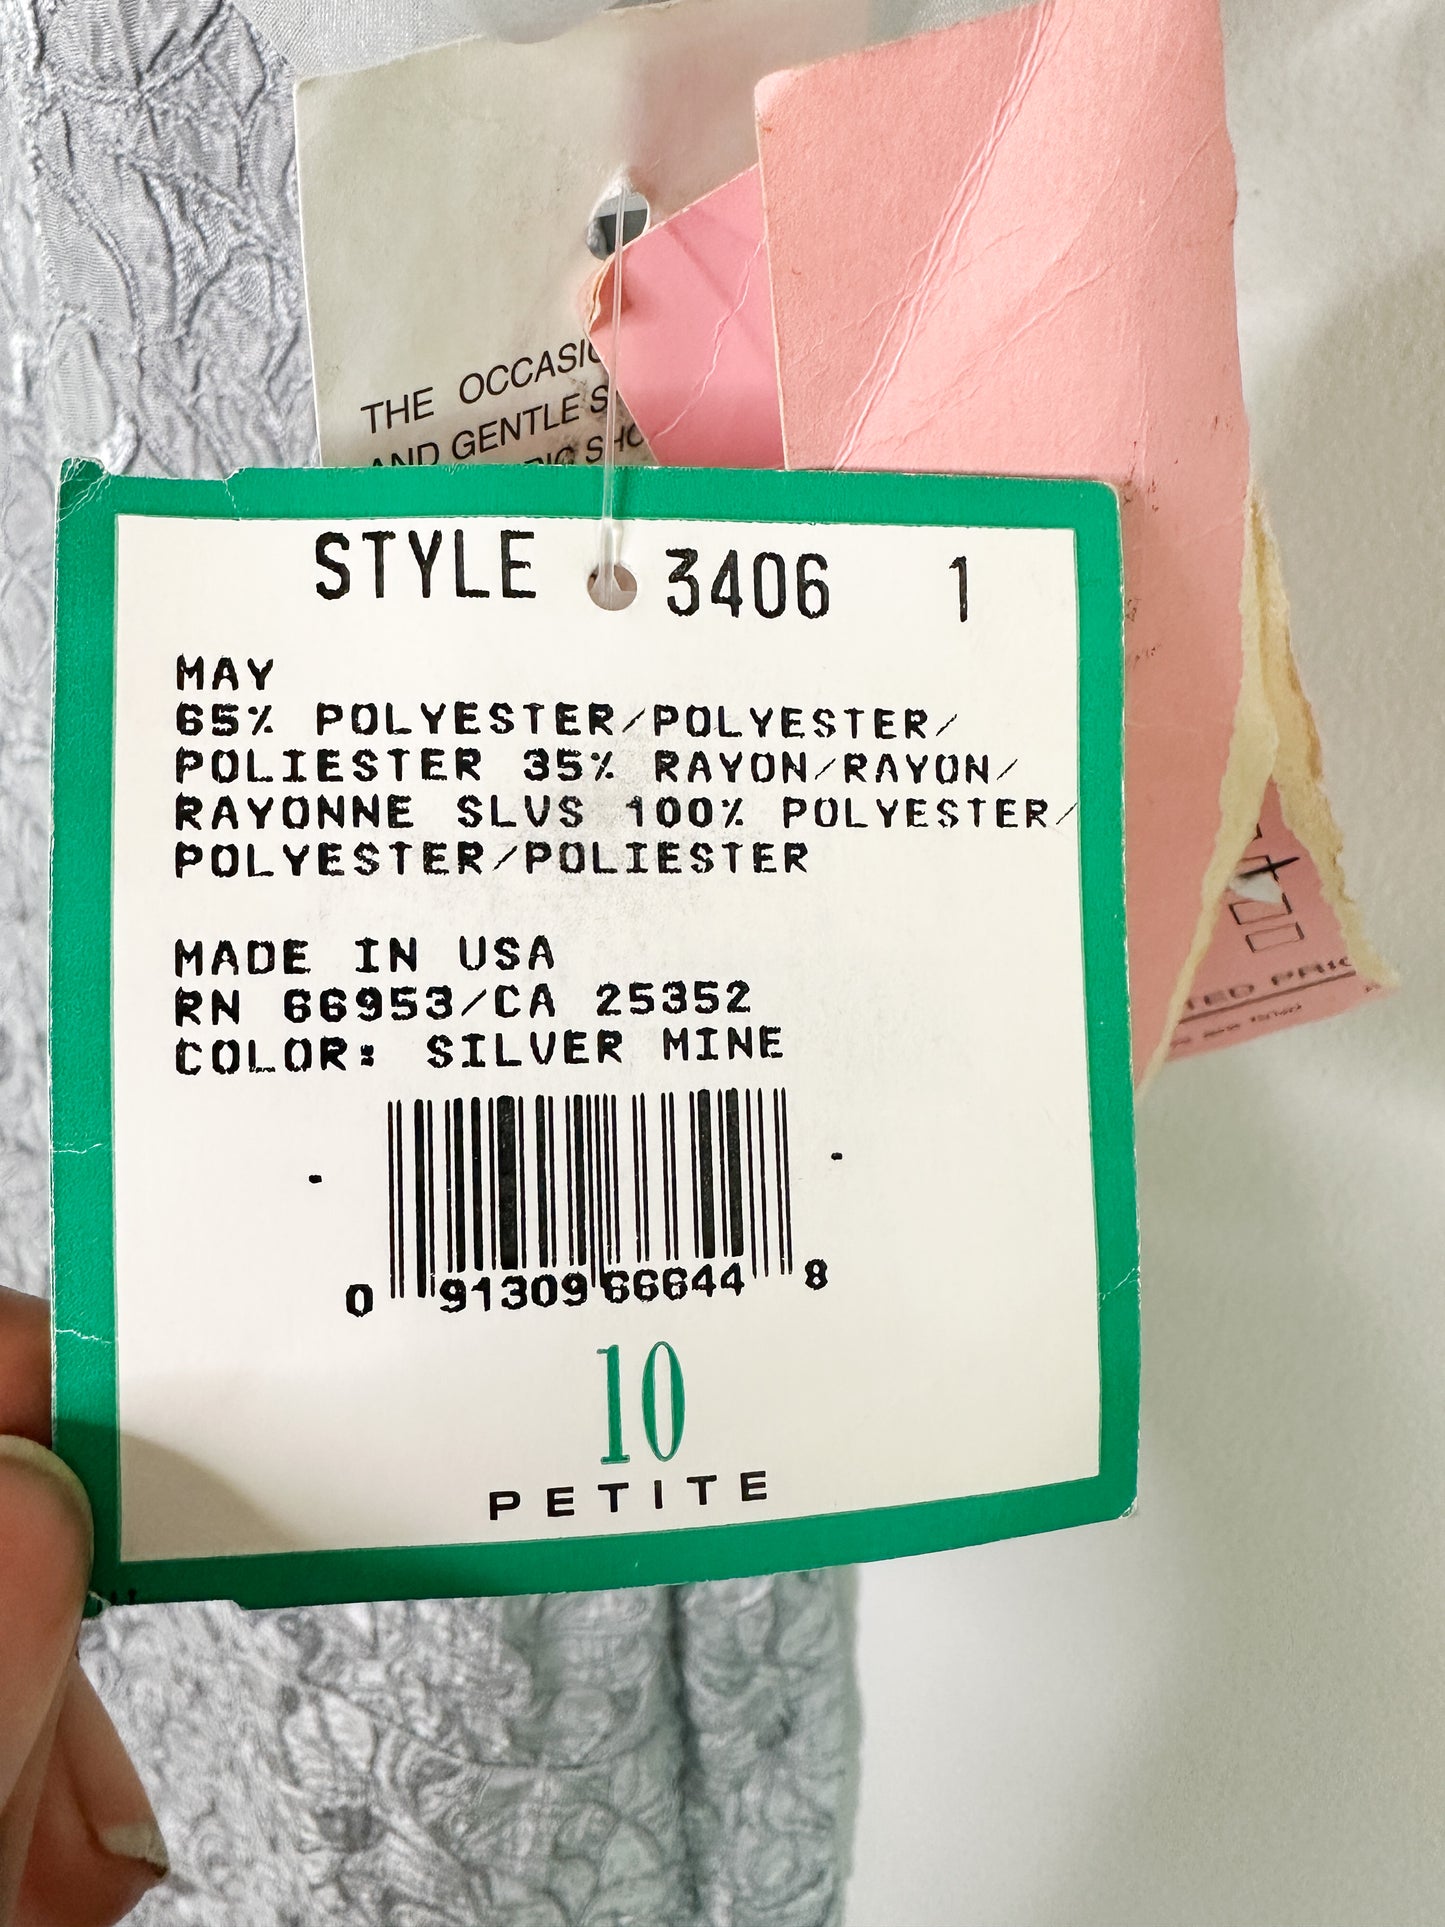 THE OCCASI
AND GENTLE S
STYLE 3406 1
MAY
65% POLYESTER/POLYESTER/
POLIESTER 35% RAYON/RAYON/
RAYONNE SLVS 100% POLYESTER/
POLYESTER/POLIESTER
MADE IN USA
RN 66953/CA 25352
COLOR: SILVER MINE
0 91309 66644 8
10
PETITE